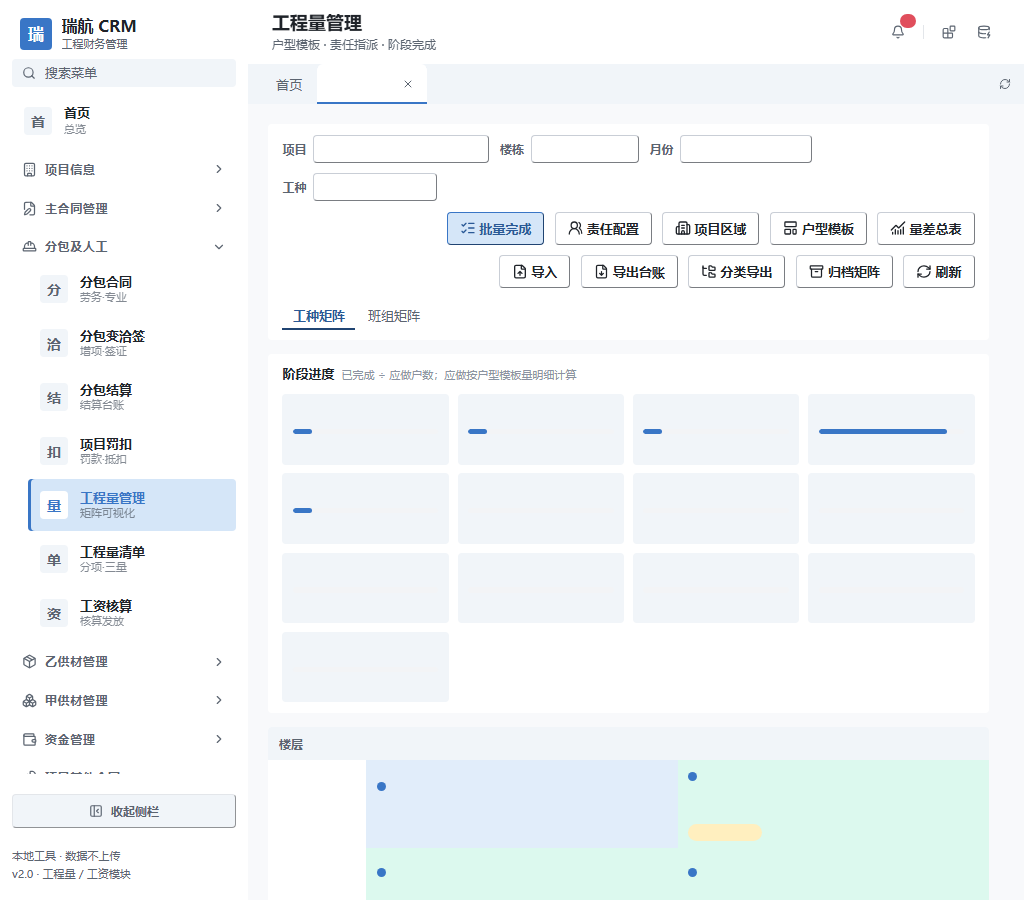 瑞
瑞航 CRM
工程财务管理
搜索菜单
首
首页
总览
项目信息
主合同管理
分包及人工
分
分包合同
劳务·专业
洽
分包变洽签
增项·签证
结
分包结算
结算台账
扣
项目罚扣
罚款·抵扣
量
工程量管理
矩阵可视化
单
工程量清单
分项·三量
资
工资核算
核算发放
乙供材管理
甲供材管理
资金管理
收起侧栏
本地工具 · 数据不上传
v2.0 · 工程量 / 工资模块
工程量管理
户型模板 · 责任指派 · 阶段完成
首页
项目
楼栋
月份
工种
批量完成
责任配置
项目区域
户型模板
量差总表
导入
导出台账
分类导出
归档矩阵
刷新
工种矩阵
班组矩阵
阶段进度 已完成 ÷ 应做户数；应做按户型模板量明细计算
楼层